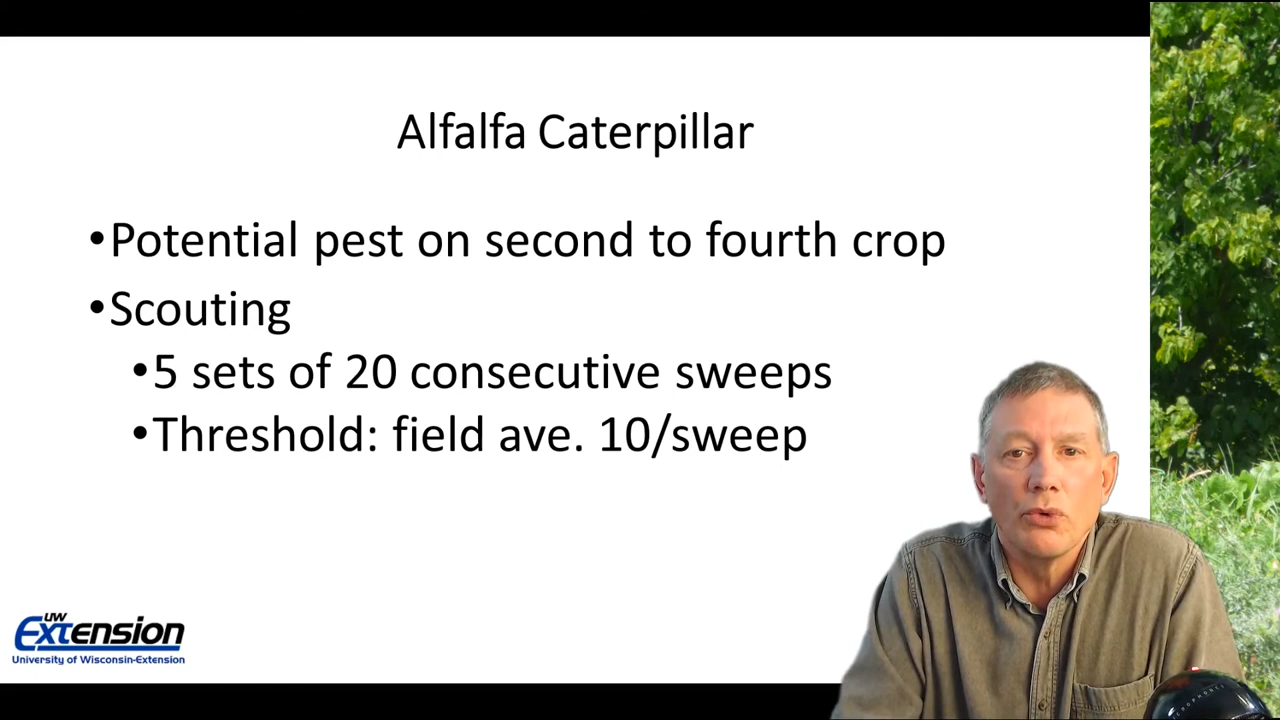 Alfalfa Caterpillar
•Potential pest on second to fourth crop
•Scouting
•5 sets of 20 consecutive sweeps
•Threshold: field ave. 10/sweep
UW
Extension
University of Wisconsin-Extension